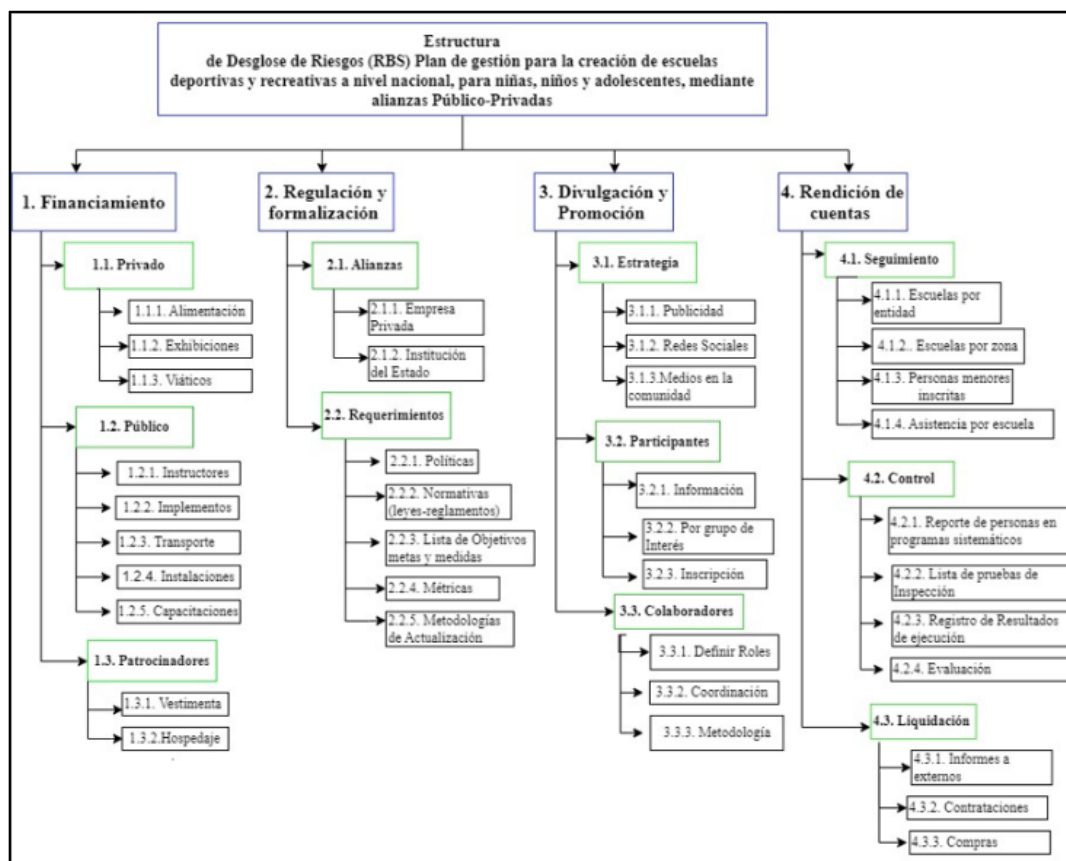 Estructura
de Desglose de Riesgos (RBS) Plan de gestión para la creación de escuelas
deportivas y recreativas a nivel nacional, para niñas, niños y adolescentes, mediante
alianzas Público-Privadas
1. Financiamiento
1.1. Privado
1.1.1. Alimentación
1.1.2. Exhibiciones
1.1.3. Viáticos
1.2. Público
1.2.1. Instructores
1.2.2. Implementos
1.2.3. Transporte
1.2.4. Instalaciones
1.2.5. Capacitaciones
1.3. Patrocinadores
1.3.1. Vestimenta
1.3.2.Hospedaje
2. Regulación y
formalización
2.1. Alianzas
2.1.1. Empresa
Privada
2.1.2. Institución
del Estado
2.2. Requerimientos
2.2.1. Políticas
2.2.2. Normativas
(leyes-reglamentos)
2.2.3. Lista de Objetivos
metas y medidas
2.2.4. Métricas
2.2.5. Metodologías
de Actualización
3. Divulgación y
Promoción
3.1. Estrategia
3.1.1. Publicidad
3.1.2. Redes Sociales
3.1.3.Medios en la
comunidad
3.2. Participantes
3.2.1. Información
3.2.2. Por grupo de
Interés
3.2.3. Inscripción
3.3. Colaboradores
3.3.1. Definir Roles
3.3.2. Coordinación
3.3.3. Metodología
4. Rendición de
cuentas
4.1. Seguimiento
4.1.1. Escuelas por
entidad
4.1.2.. Escuelas por zona
4.1.3. Personas menores
inscritas
4.1.4. Asistencia por escuela
4.2. Control
4.2.1. Reporte de personas en
programas sistemáticos
4.2.2. Lista de pruebas de
Inspección
4.2.3. Registro de Resultados
de ejecución
4.2.4. Evaluación
4.3. Liquidación
4.3.1. Informes a
externos
4.3.2. Contrataciones
4.3.3. Compras